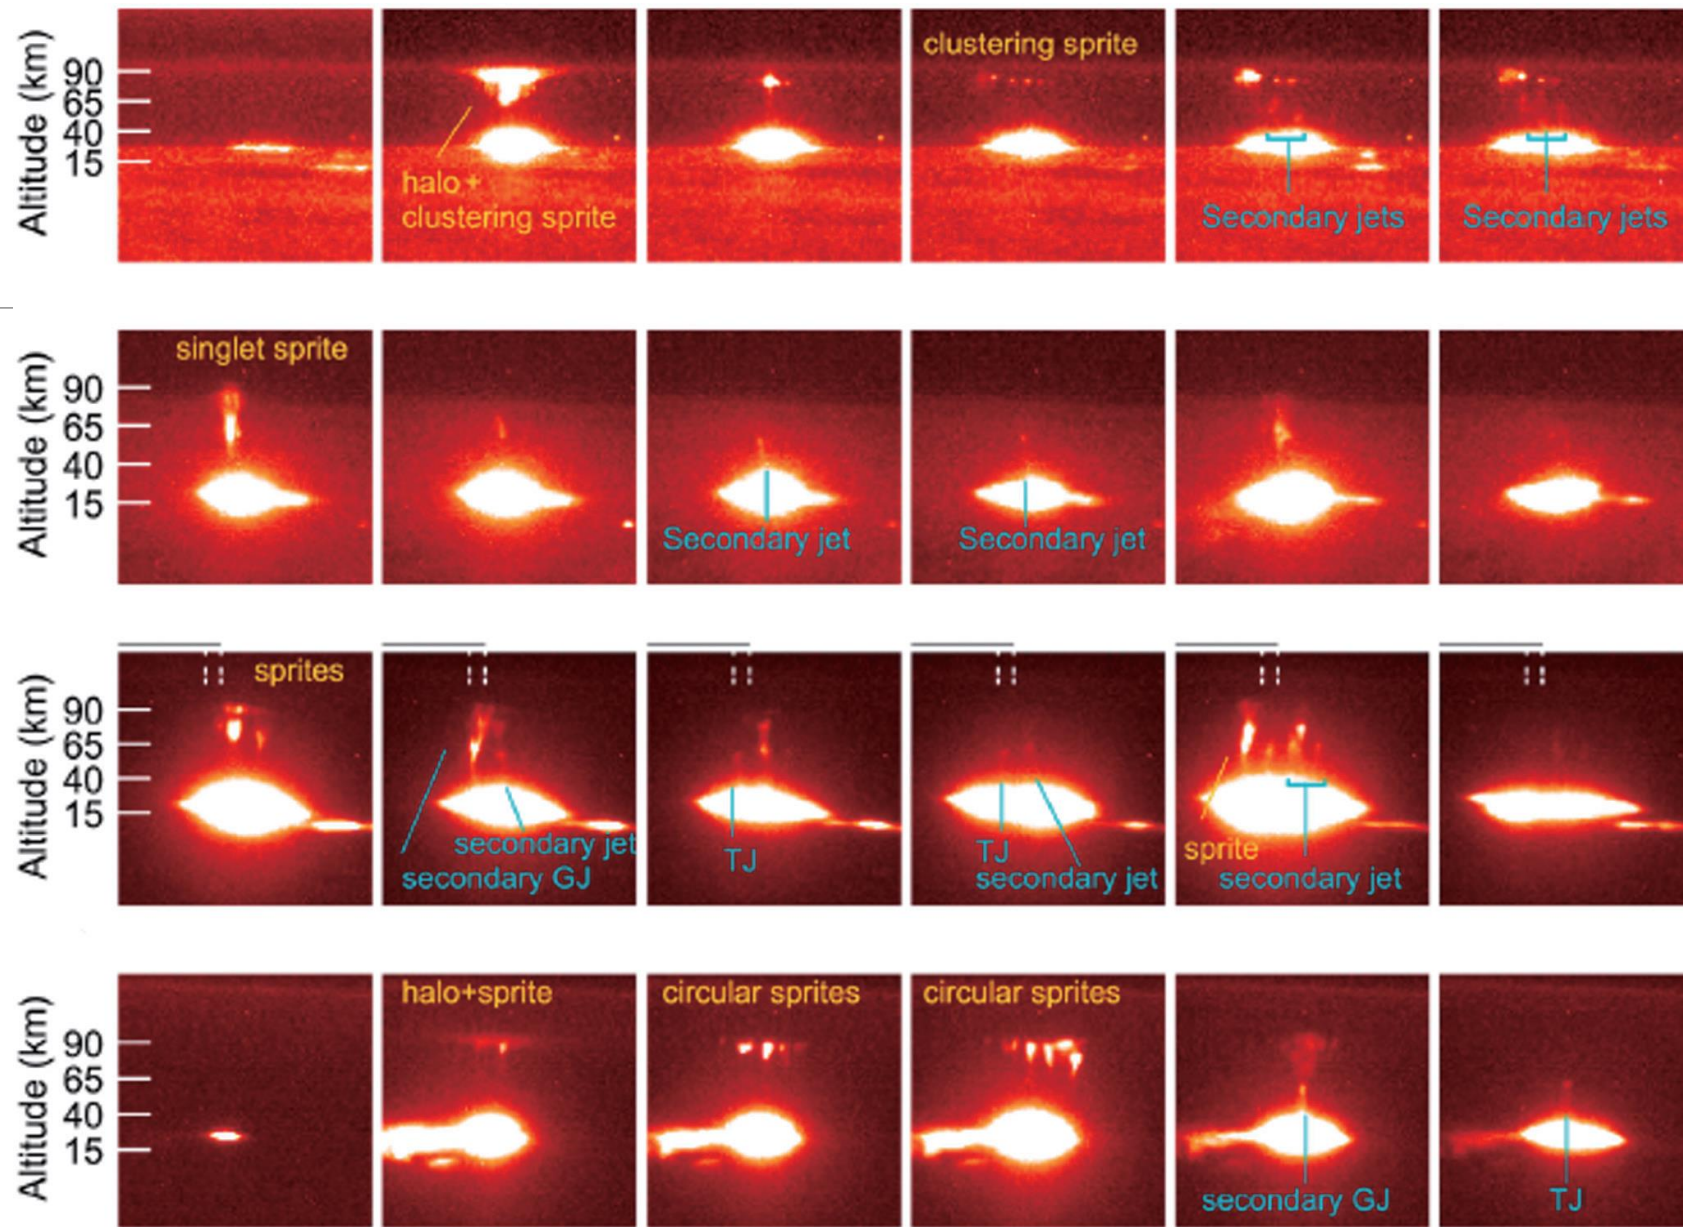 Altitude (km)
90
65
40
15
halo +
clustering sprite
clustering sprite
Secondary jets
Secondary jets
Altitude (km)
90
65
40
15
singlet sprite
Secondary jet
Secondary jet
Altitude (km)
90
65
40
15
sprites
secondary jet
secondary GJ
TJ
TJ
secondary jet
sprite
secondary jet
Altitude (km)
90
65
40
15
halo+sprite
circular sprites
circular sprites
secondary GJ
TJ